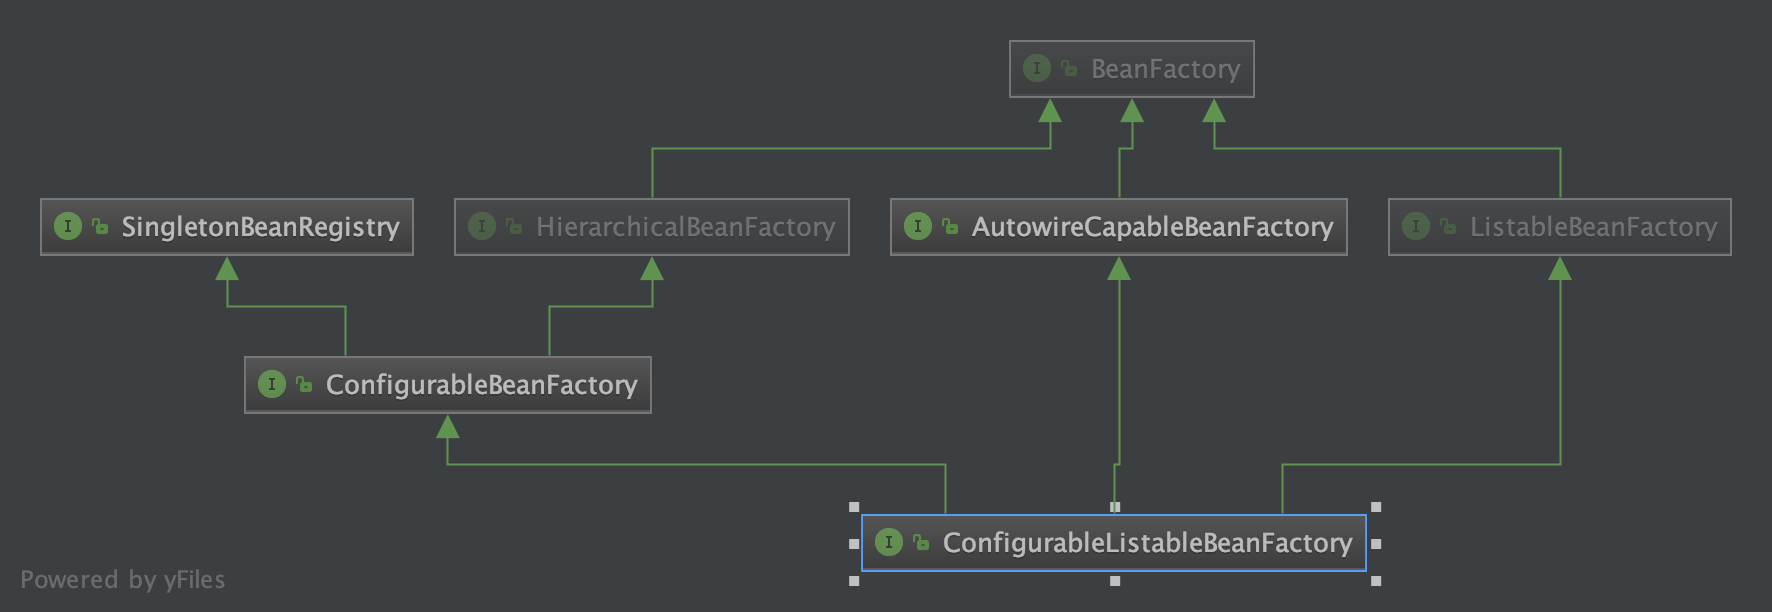 BeanFactory
SingletonBeanRegistry
HierarchicalBeanFactory
AutowireCapableBeanFactory
ListableBeanFactory
ConfigurableBeanFactory
ConfigurableListableBeanFactory
Powered by yFiles